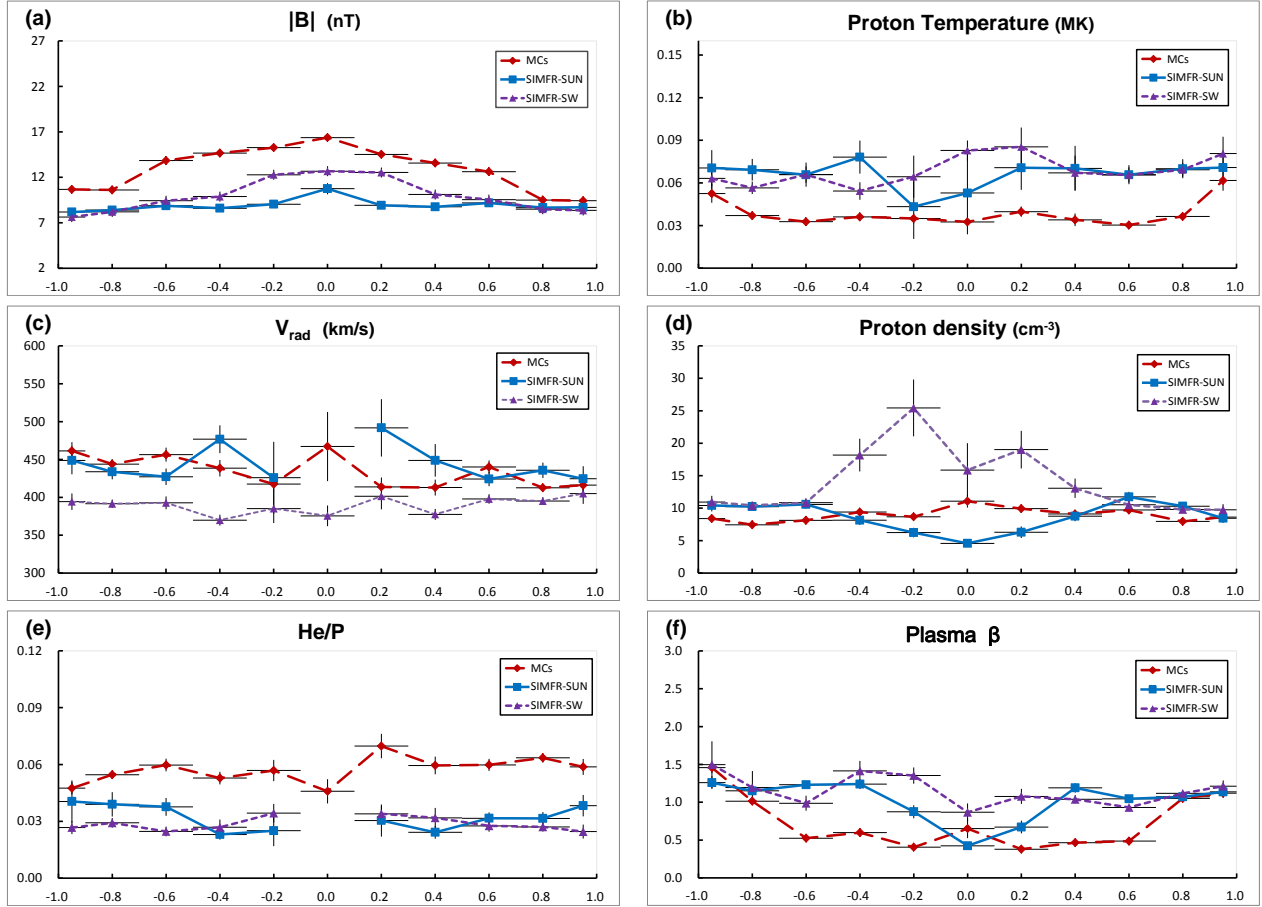 (a)
|B| (nT)
27
22
17
12
7
2
MCs
SIMFR-SUN
SIMFR-SW
-1.0 -0.8 -0.6 -0.4 -0.2 0.0 0.2 0.4 0.6 0.8 1.0
(b)
Proton Temperature (MK)
0.15
0.12
0.09
0.06
0.03
0.00
MCs
SIMFR-SUN
SIMFR-SW
-1.0 -0.8 -0.6 -0.4 -0.2 0.0 0.2 0.4 0.6 0.8 1.0
(c)
Vrad (km/s)
600
550
500
450
400
350
300
MCs
SIMFR-SUN
SIMFR-SW
-1.0 -0.8 -0.6 -0.4 -0.2 0.0 0.2 0.4 0.6 0.8 1.0
(d)
Proton density (cm-3)
35
30
25
20
15
10
5
0
MCs
SIMFR-SUN
SIMFR-SW
-1.0 -0.8 -0.6 -0.4 -0.2 0.0 0.2 0.4 0.6 0.8 1.0
(e)
He/P
0.12
0.09
0.06
0.03
0.00
MCs
SIMFR-SUN
SIMFR-SW
-1.0 -0.8 -0.6 -0.4 -0.2 0.0 0.2 0.4 0.6 0.8 1.0
(f)
Plasma β
3.0
2.5
2.0
1.5
1.0
0.5
0.0
MCs
SIMFR-SUN
SIMFR-SW
-1.0 -0.8 -0.6 -0.4 -0.2 0.0 0.2 0.4 0.6 0.8 1.0